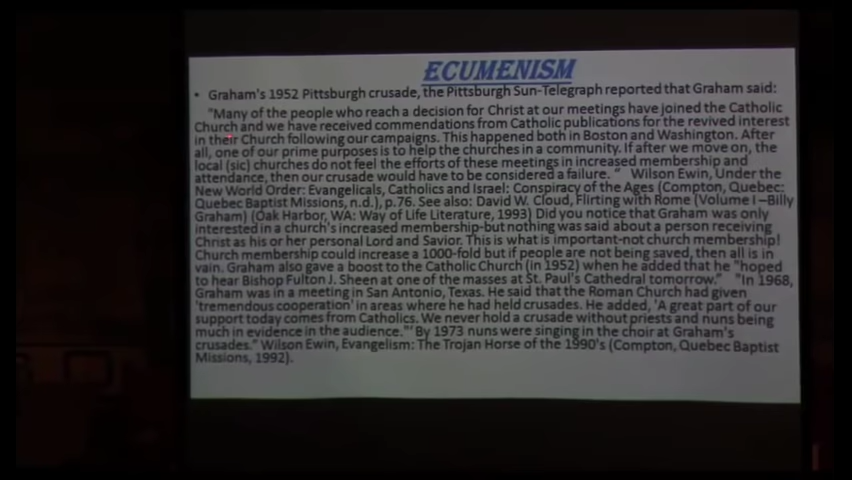 ECUMENISM
• Graham's 1952 Pittsburgh crusade, the Pittsburgh Sun-Telegraph reported that Graham said:
"Many of the people who reach a decision for Christ at our meetings have joined the Catholic
Church and we have received commendations from Catholic publications for the revived interest
in their Church following our campaigns. This happened both in Boston and Washington. After
all, one of our prime purposes is to help the churches in a community. If after we move on, the
local (sic) churches do not feel the effects of these meetings in increased membership and
attendance, then our crusade would have to be considered a failure. " Wilson Ewin, Under the
New World Order: Evangelicals, Catholics and Israel: Conspiracy of the Ages (Compton, Quebec:
Quebec Baptist Missions, n.d.), p.76. See also: David W. Cloud, Flirting with Rome (Volume I –Billy
Graham) (Oak Harbor, WA: Way of Life Literature, 1993) Did you notice that Graham was only
interested in a church's increased membership-but nothing was said about a person receiving
Christ as his or her personal Lord and Savior. This is what is important-not church membership!
Church membership could increase a 1000-fold but if people are not being saved, then all is in
vain. Graham also gave a boost to the Catholic Church (in 1952) when he added that he "hoped
to hear Bishop Fulton J. Sheen at one of the masses at St. Paul's Cathedral tomorrow." "In 1968,
Graham was in a meeting in San Antonio, Texas. He said that the Roman Church had given
'tremendous cooperation' in areas where he had held crusades. He added, 'A great part of our
support today comes from Catholics. We never hold a crusade without priests and nuns being
much in evidence in the audience.'" By 1973 nuns were singing in the choir at Graham's
crusades." Wilson Ewin, Evangelism: The Trojan Horse of the 1990's (Compton, Quebec Baptist
Missions, 1992).